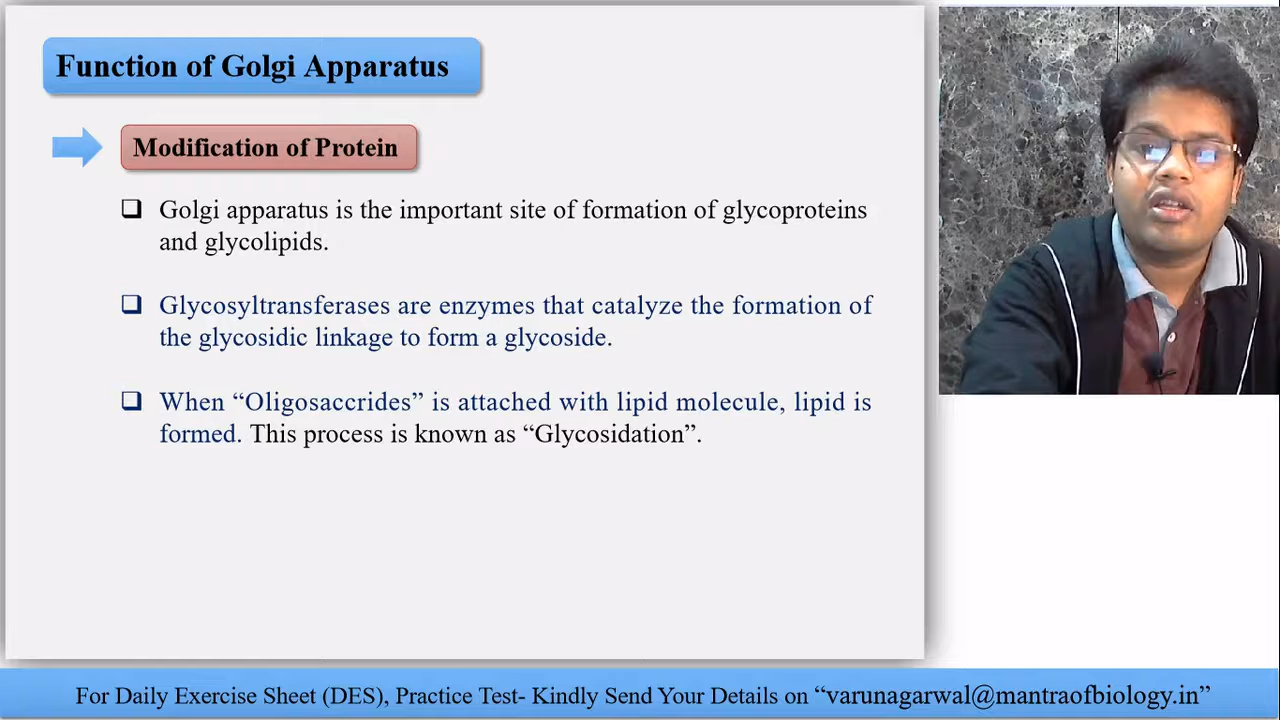 Function of Golgi Apparatus
Modification of Protein
Golgi apparatus is the important site of formation of glycoproteins
and glycolipids.
Glycosyltransferases are enzymes that catalyze the formation of
the glycosidic linkage to form a glycoside.
When “Oligosaccrides” is attached with lipid molecule, lipid is
formed. This process is known as “Glycosidation”.
For Daily Exercise Sheet (DES), Practice Test- Kindly Send Your Details on “varunagarwal@mantraofbiology.in”